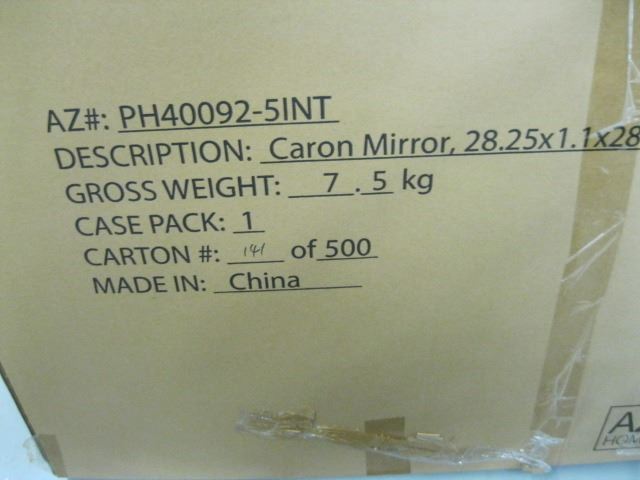 AZ#: PH40092-5INT
DESCRIPTION: Caron Mirror, 28.25x1.1x28
GROSS WEIGHT: 7 . 5 kg
CASE PACK: 1
CARTON #: 141 of 500
MADE IN: China